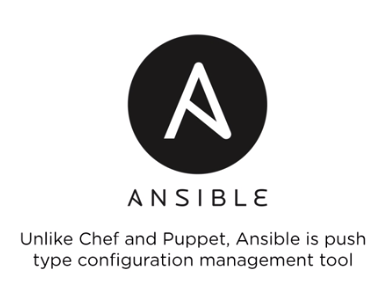 ANSIBLE
Unlike Chef and Puppet, Ansible is push
type configuration management tool